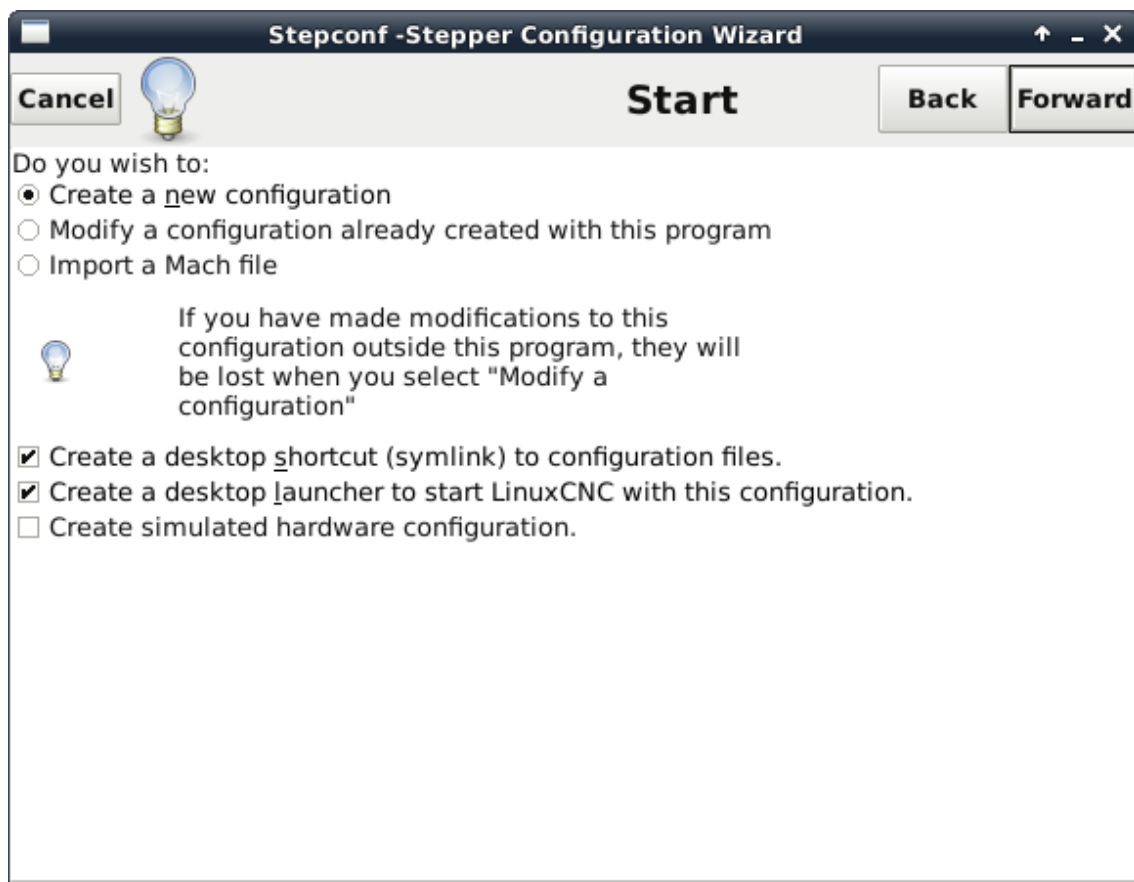 Stepconf -Stepper Configuration Wizard
Cancel
Start
Back
Forward
Do you wish to:
Create a new configuration
Modify a configuration already created with this program
Import a Mach file
If you have made modifications to this
configuration outside this program, they will
be lost when you select "Modify a
configuration"
Create a desktop shortcut (symlink) to configuration files.
Create a desktop launcher to start LinuxCNC with this configuration.
Create simulated hardware configuration.